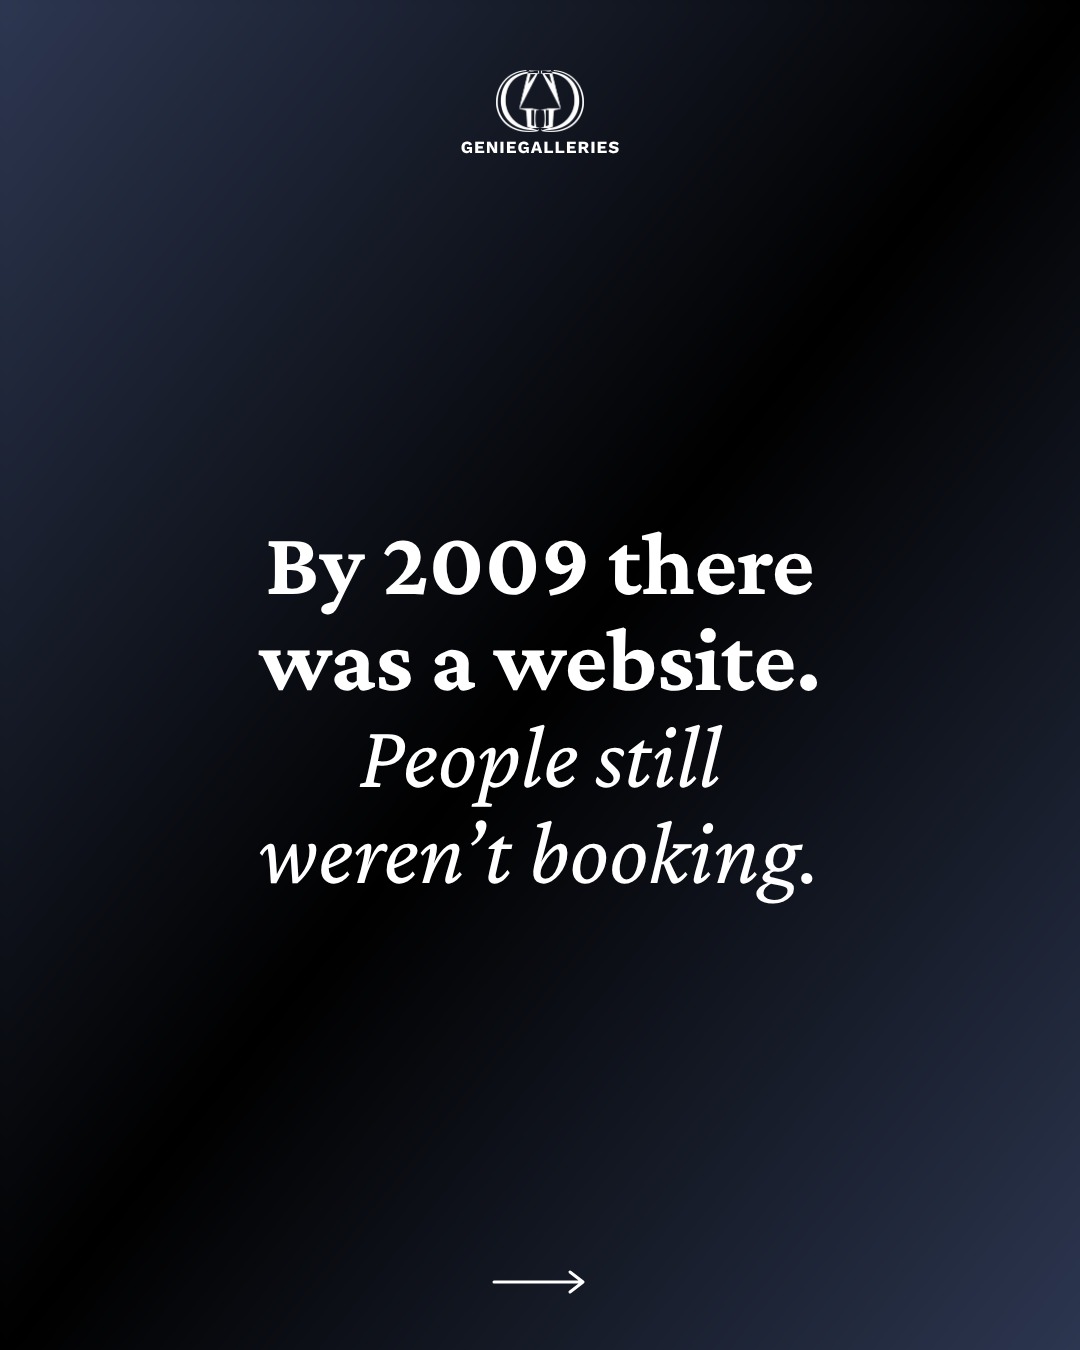 GENIEGALLERIES
By 2009 there
was a website.
People still
weren’t booking.